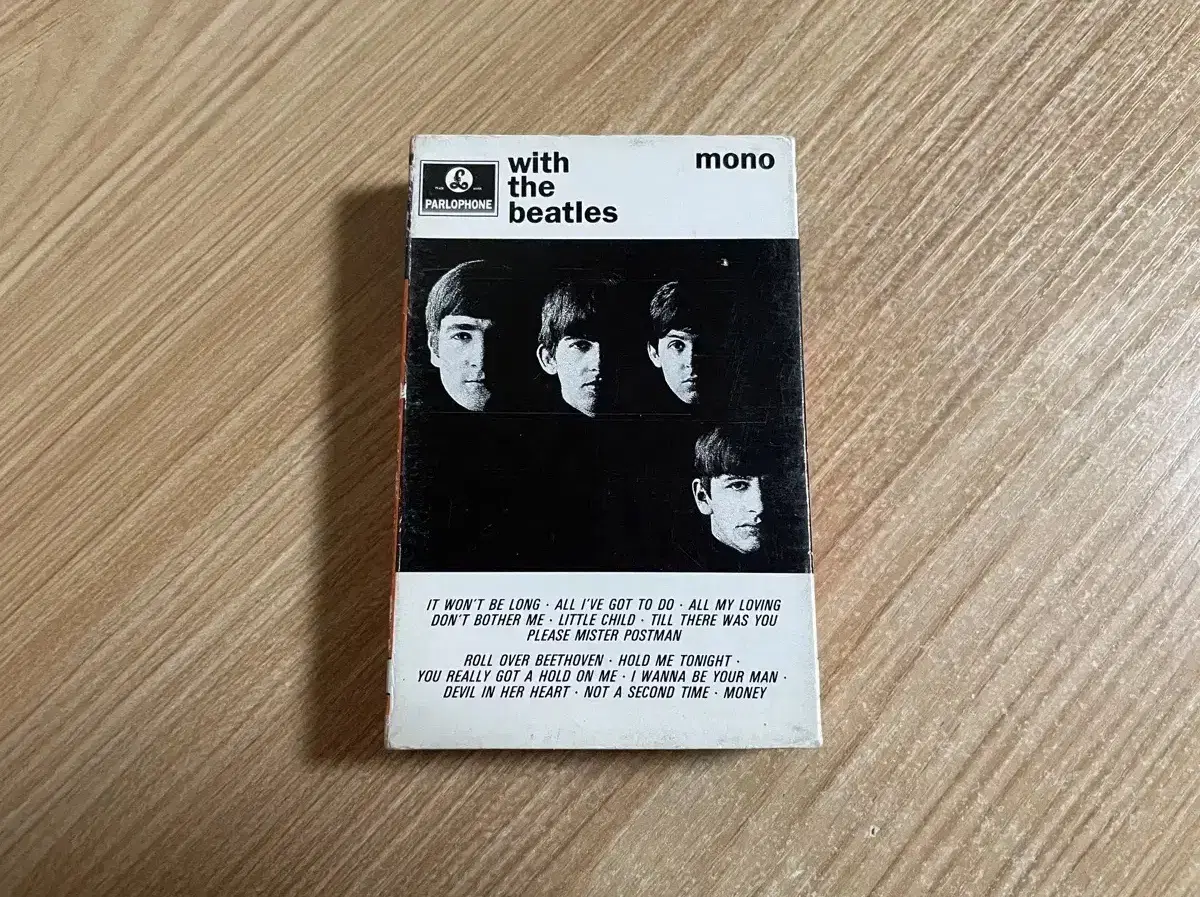 with
the
beatles
mono
£
PARLOPHONE
IT WON'T BE LONG · ALL I'VE GOT TO DO · ALL MY LOVING
DON'T BOTHER ME · LITTLE CHILD · TILL THERE WAS YOU
PLEASE MISTER POSTMAN
ROLL OVER BEETHOVEN · HOLD ME TONIGHT ·
YOU REALLY GOT A HOLD ON ME · I WANNA BE YOUR MAN ·
DEVIL IN HER HEART · NOT A SECOND TIME · MONEY